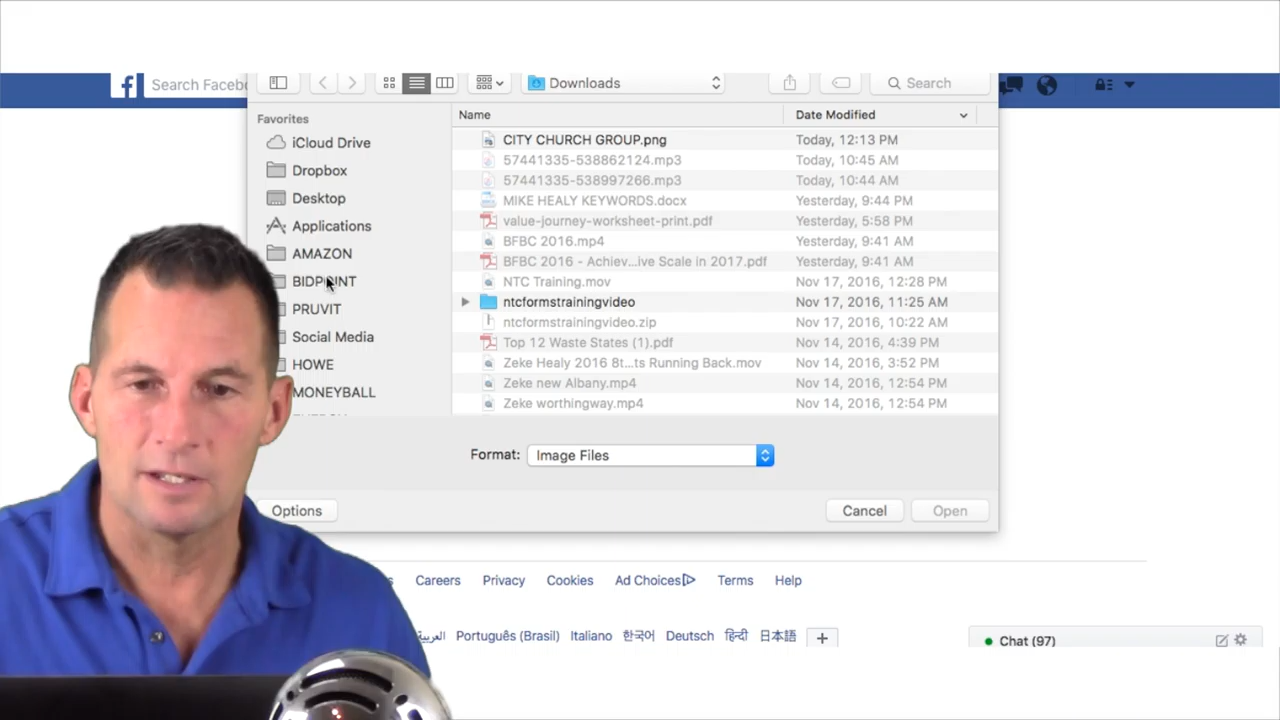 f Search Faceb
Downloads
Search
Favorites
iCloud Drive
Dropbox
Desktop
Applications
AMAZON
BIDPRINT
PRUVIT
Social Media
HOWE
MONEYBALL
Name Date Modified
CITY CHURCH GROUP.png Today, 12:13 PM
57441335-538862124.mp3 Today, 10:45 AM
57441335-538997266.mp3 Today, 10:44 AM
MIKE HEALY KEYWORDS.docx Yesterday, 9:44 PM
value-journey-worksheet-print.pdf Yesterday, 5:58 PM
BFBC 2016.mp4 Yesterday, 9:41 AM
BFBC 2016 - Achiev...ive Scale in 2017.pdf Yesterday, 9:41 AM
NTC Training.mov Nov 17, 2016, 12:28 PM
ntcformstrainingvideo Nov 17, 2016, 11:25 AM
ntcformstrainingvideo.zip Nov 17, 2016, 10:22 AM
Top 12 Waste States (1).pdf Nov 14, 2016, 4:39 PM
Zeke Healy 2016 8t...ts Running Back.mov Nov 14, 2016, 3:52 PM
Zeke new Albany.mp4 Nov 14, 2016, 12:54 PM
Zeke worthingway.mp4 Nov 14, 2016, 12:54 PM
Format: Image Files
Options Cancel Open
Careers Privacy Cookies Ad Choices Terms Help
العربية Português (Brasil) Italiano 한국어 Deutsch हिन्दी 日本語 +
Chat (97)